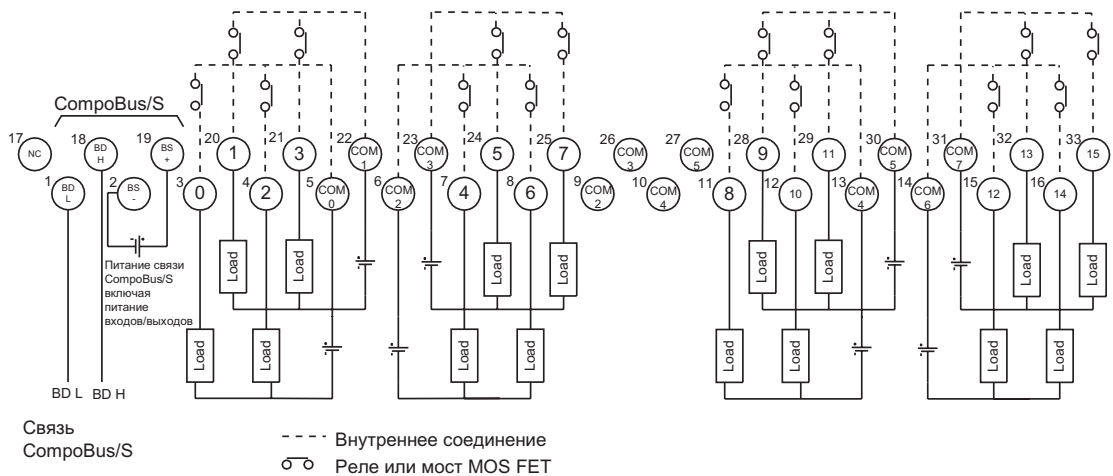 CompoBus/S
17 18 19 20 21 22 23 24 25 26 27 28 29 30 31 32 33
NC BD H BS + 1 3 COM 1 COM 3 5 7 COM 3 COM 5 9 11 COM 5 COM 7 13 15
1 2 3 4 5 6 7 8 9 10 11 12 13 14 15 16
BD L BS - 0 2 COM 0 COM 2 4 6 COM 2 COM 4 8 10 COM 4 COM 6 12 14
Питание связи
CompoBus/S
включая
питание
входов/выходов
Load Load Load Load Load Load Load Load
Load Load Load Load Load Load Load Load
BD L BD H
Связь
CompoBus/S
Внутреннее соединение
Реле или мост MOS FET